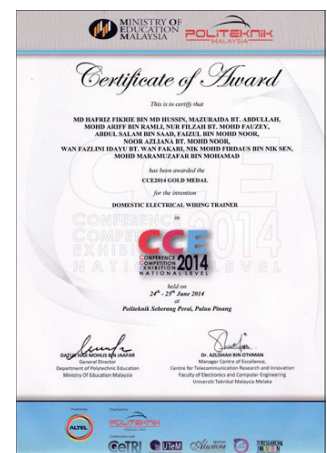 MINISTRY OF
EDUCATION
MALAYSIA
POLITEKNIK
MALAYSIA
Certificate of Award
This is to certify that
MD HAFRIZ FIKRIE BIN MD HUSSIN, MAZURAIDA BT. ABDULLAH,
MOHD ARIFF BIN RAMLI, NUR FILZAH BT. MOHD FAUZEY,
ABDUL SALAM BIN SAAD, FAIZUL BIN MOHD NOOR,
NOOR AZLIANA BT. MOHD NOOR,
WAN FAZLINI IDAYU BT. WAN FAKARI, NIK MOHD FIRDAUS BIN NIK SEN,
MOHD MARAMUZAFAR BIN MOHAMAD
has been awarded the
CCE2014 GOLD MEDAL
for the invention
DOMESTIC ELECTRICAL WIRING TRAINER
in
CCE
CONFERENCE
COMPETITION
EXHIBITION
2014
NATIONAL LEVEL
held on
24th - 25th June 2014
at
Politeknik Seberang Perai, Pulau Pinang
DATUK HAJI MOHLIS BIN JAAFAR
General Director
Department of Polytechnic Education
Ministry Of Education Malaysia
Dr. AZLISHAH BIN OTHMAN
Manager Centre of Excellence,
Centre for Telecommunication Research and Innovation
Faculty of Electronics and Computer Engineering
Universiti Teknikal Malaysia Melaka
ALTEL
POLITEKNIK
CeTRI
UTeM
Alumni